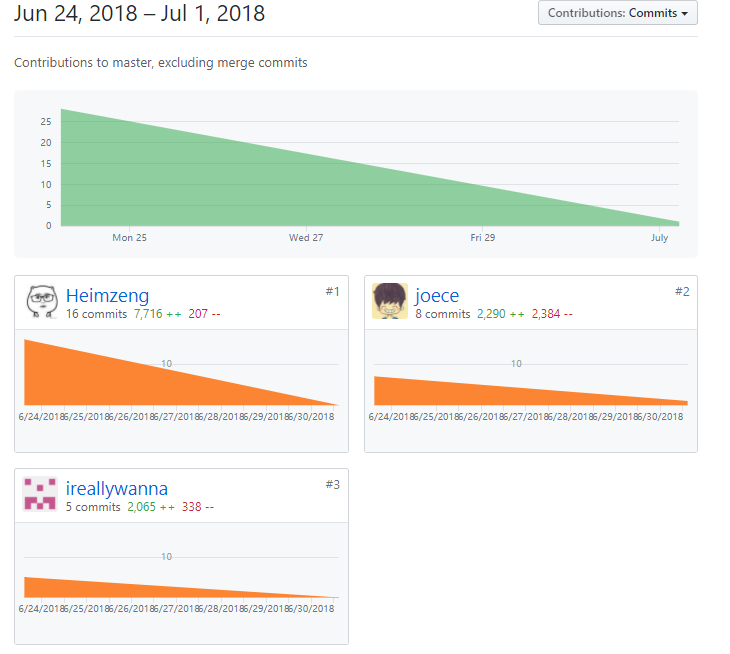 Jun 24, 2018 – Jul 1, 2018
Contributions: Commits
Contributions to master, excluding merge commits
25
20
15
10
5
0
Mon 25 Wed 27 Fri 29 July
Heimzeng #1
16 commits 7,716 ++ 207 --
10
6/24/2018 6/25/2018 6/26/2018 6/27/2018 6/28/2018 6/29/2018 6/30/2018
joece #2
8 commits 2,290 ++ 2,384 --
10
6/24/2018 6/25/2018 6/26/2018 6/27/2018 6/28/2018 6/29/2018 6/30/2018
ireallywanna #3
5 commits 2,065 ++ 338 --
10
6/24/2018 6/25/2018 6/26/2018 6/27/2018 6/28/2018 6/29/2018 6/30/2018